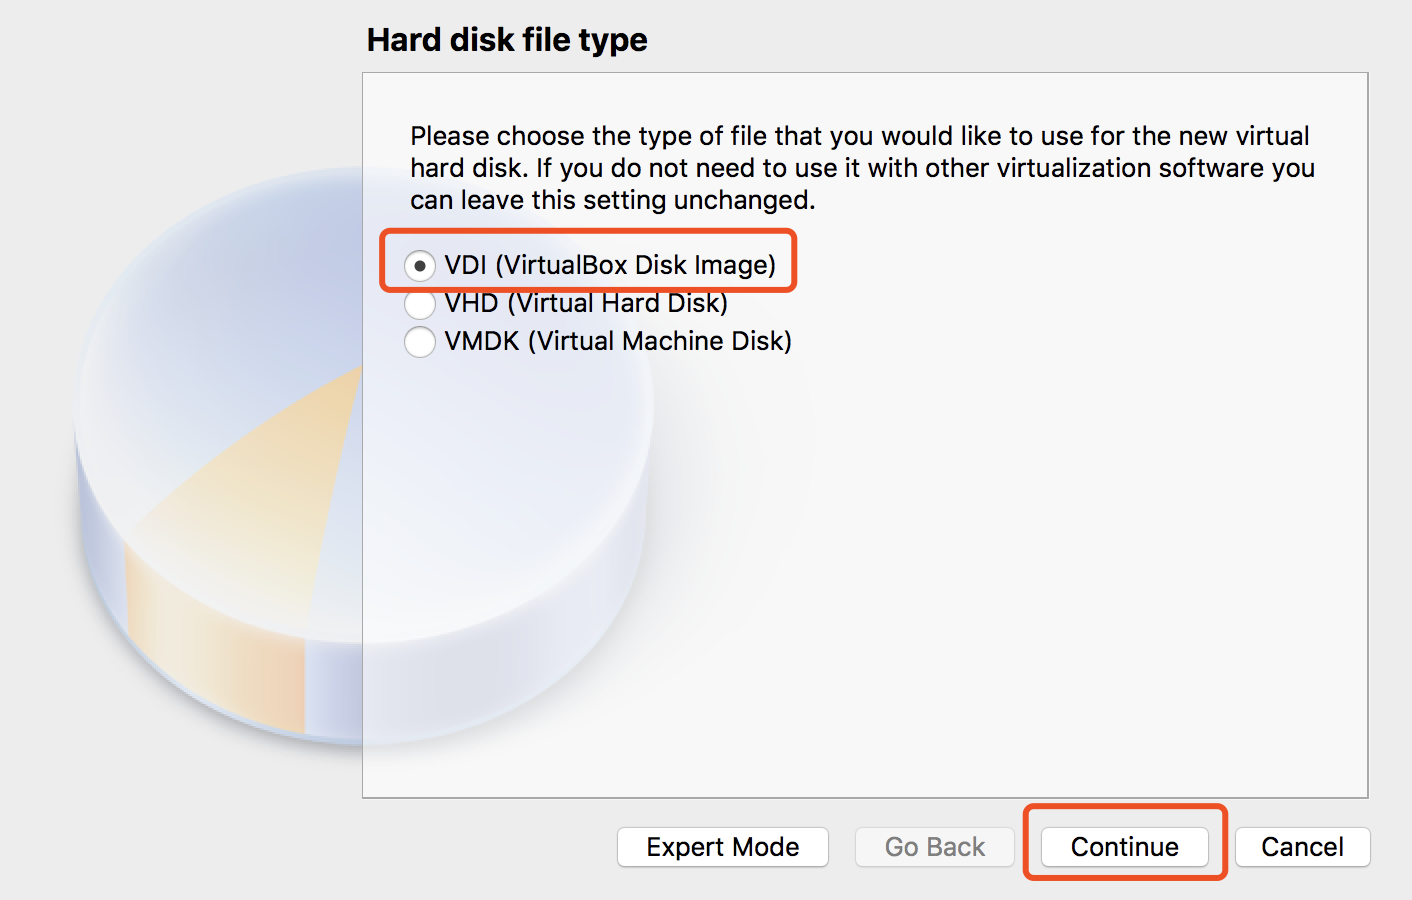 Hard disk file type
Please choose the type of file that you would like to use for the new virtual
hard disk. If you do not need to use it with other virtualization software you
can leave this setting unchanged.
VDI (VirtualBox Disk Image)
VHD (Virtual Hard Disk)
VMDK (Virtual Machine Disk)
Expert Mode
Go Back
Continue
Cancel